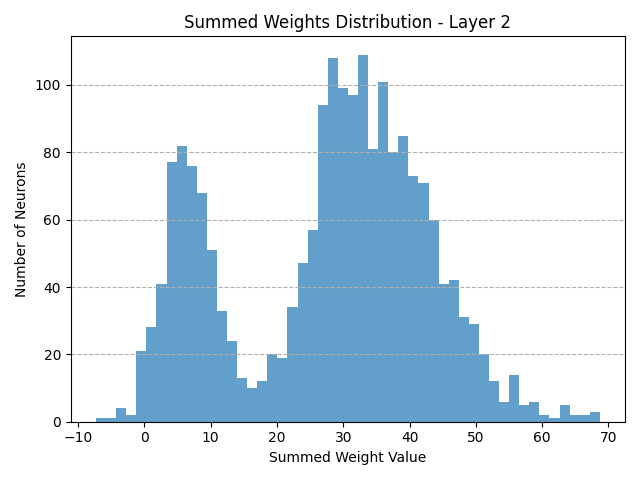 Summed Weights Distribution - Layer 2
Number of Neurons
100
80
60
40
20
0
−10 0 10 20 30 40 50 60 70
Summed Weight Value